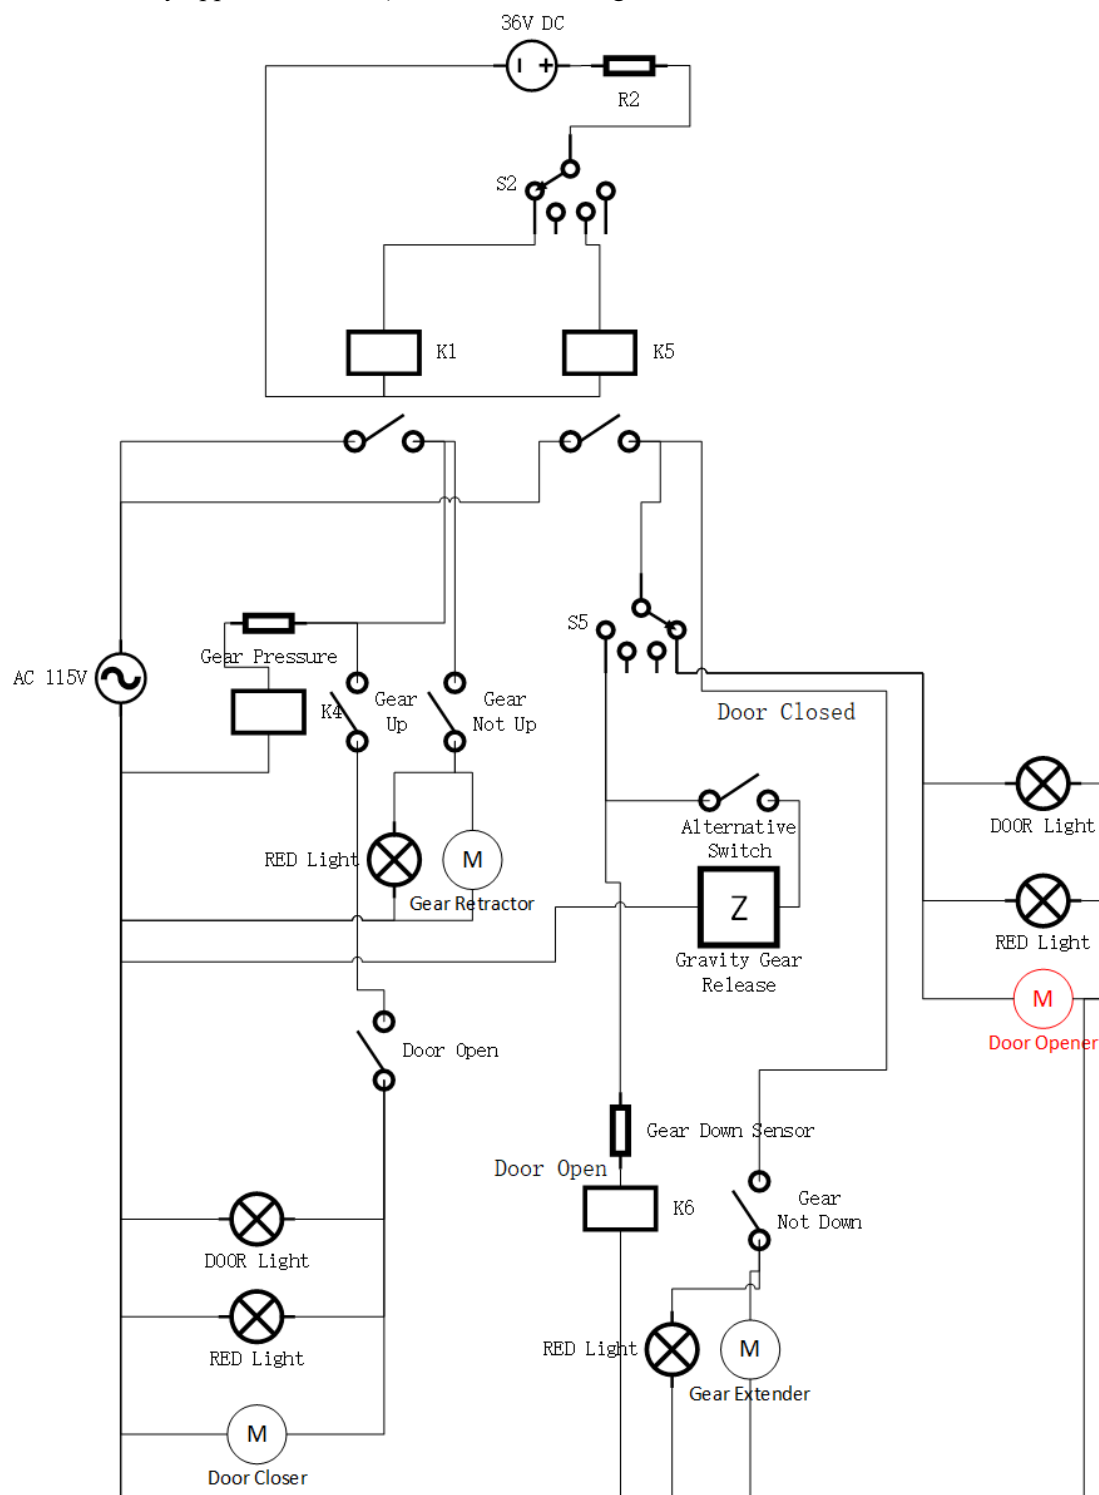 36V DC
R2
S2
K1
K5
S5
Gear Pressure
AC 115V
K4
Gear
Up
Gear
Not Up
Door Closed
Alternative
Switch
DOOR Light
RED Light
M
Gear Retractor
Z
Gravity Gear
Release
RED Light
M
Door Opener
Door Open
Gear Down Sensor
Door Open
K6
Gear
Not Down
DOOR Light
RED Light
RED Light
M
Gear Extender
M
Door Closer